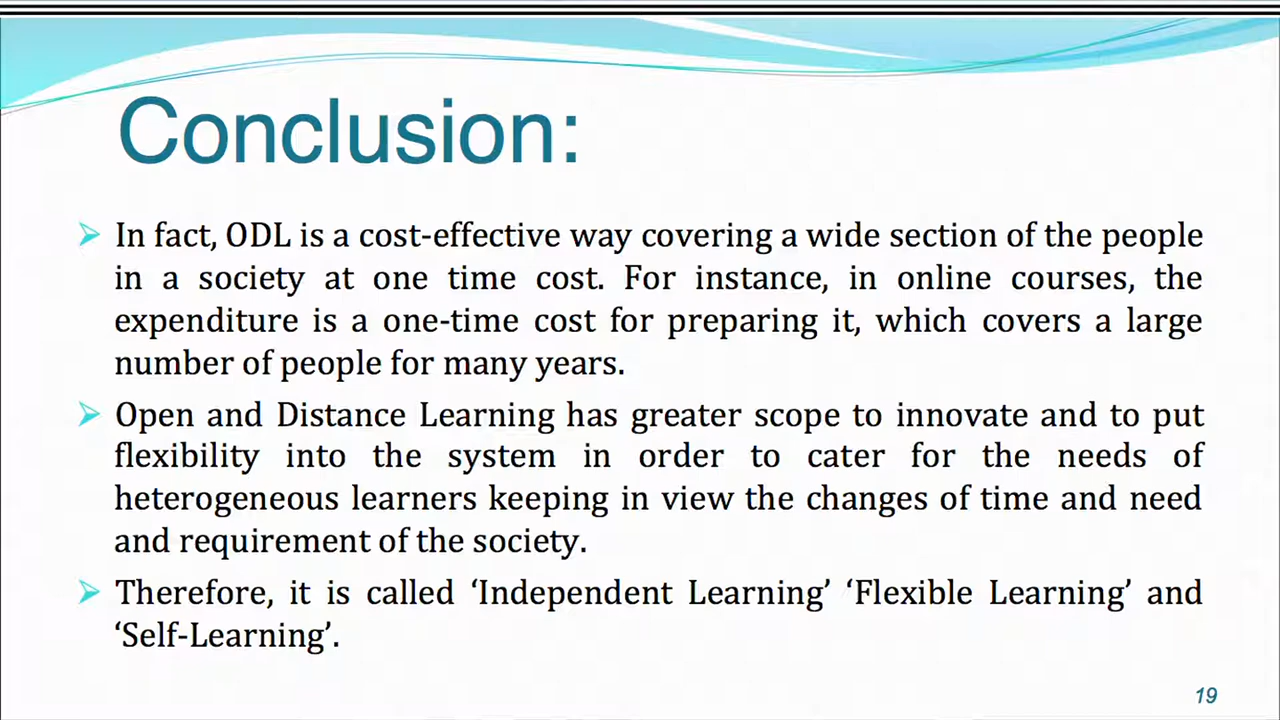 Conclusion:
In fact, ODL is a cost-effective way covering a wide section of the people
in a society at one time cost. For instance, in online courses, the
expenditure is a one-time cost for preparing it, which covers a large
number of people for many years.
Open and Distance Learning has greater scope to innovate and to put
flexibility into the system in order to cater for the needs of
heterogeneous learners keeping in view the changes of time and need
and requirement of the society.
Therefore, it is called ‘Independent Learning’ ‘Flexible Learning’ and
‘Self-Learning’.
19